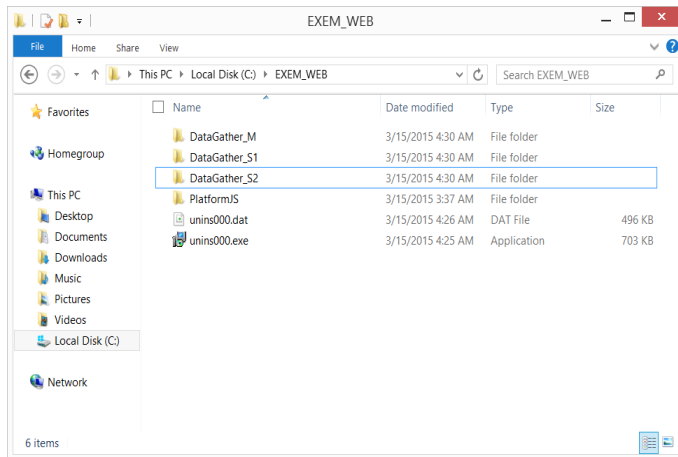 EXEM_WEB
File Home Share View
This PC Local Disk (C:) EXEM_WEB Search EXEM_WEB
Name Date modified Type Size
Favorites
Homegroup
This PC
Desktop
Documents
Downloads
Music
Pictures
Videos
Local Disk (C:)
Network
DataGather_M 3/15/2015 4:30 AM File folder
DataGather_S1 3/15/2015 4:30 AM File folder
DataGather_S2 3/15/2015 4:30 AM File folder
PlatformJS 3/15/2015 3:37 AM File folder
unins000.dat 3/15/2015 4:26 AM DAT File 496 KB
unins000.exe 3/15/2015 4:25 AM Application 703 KB
6 items